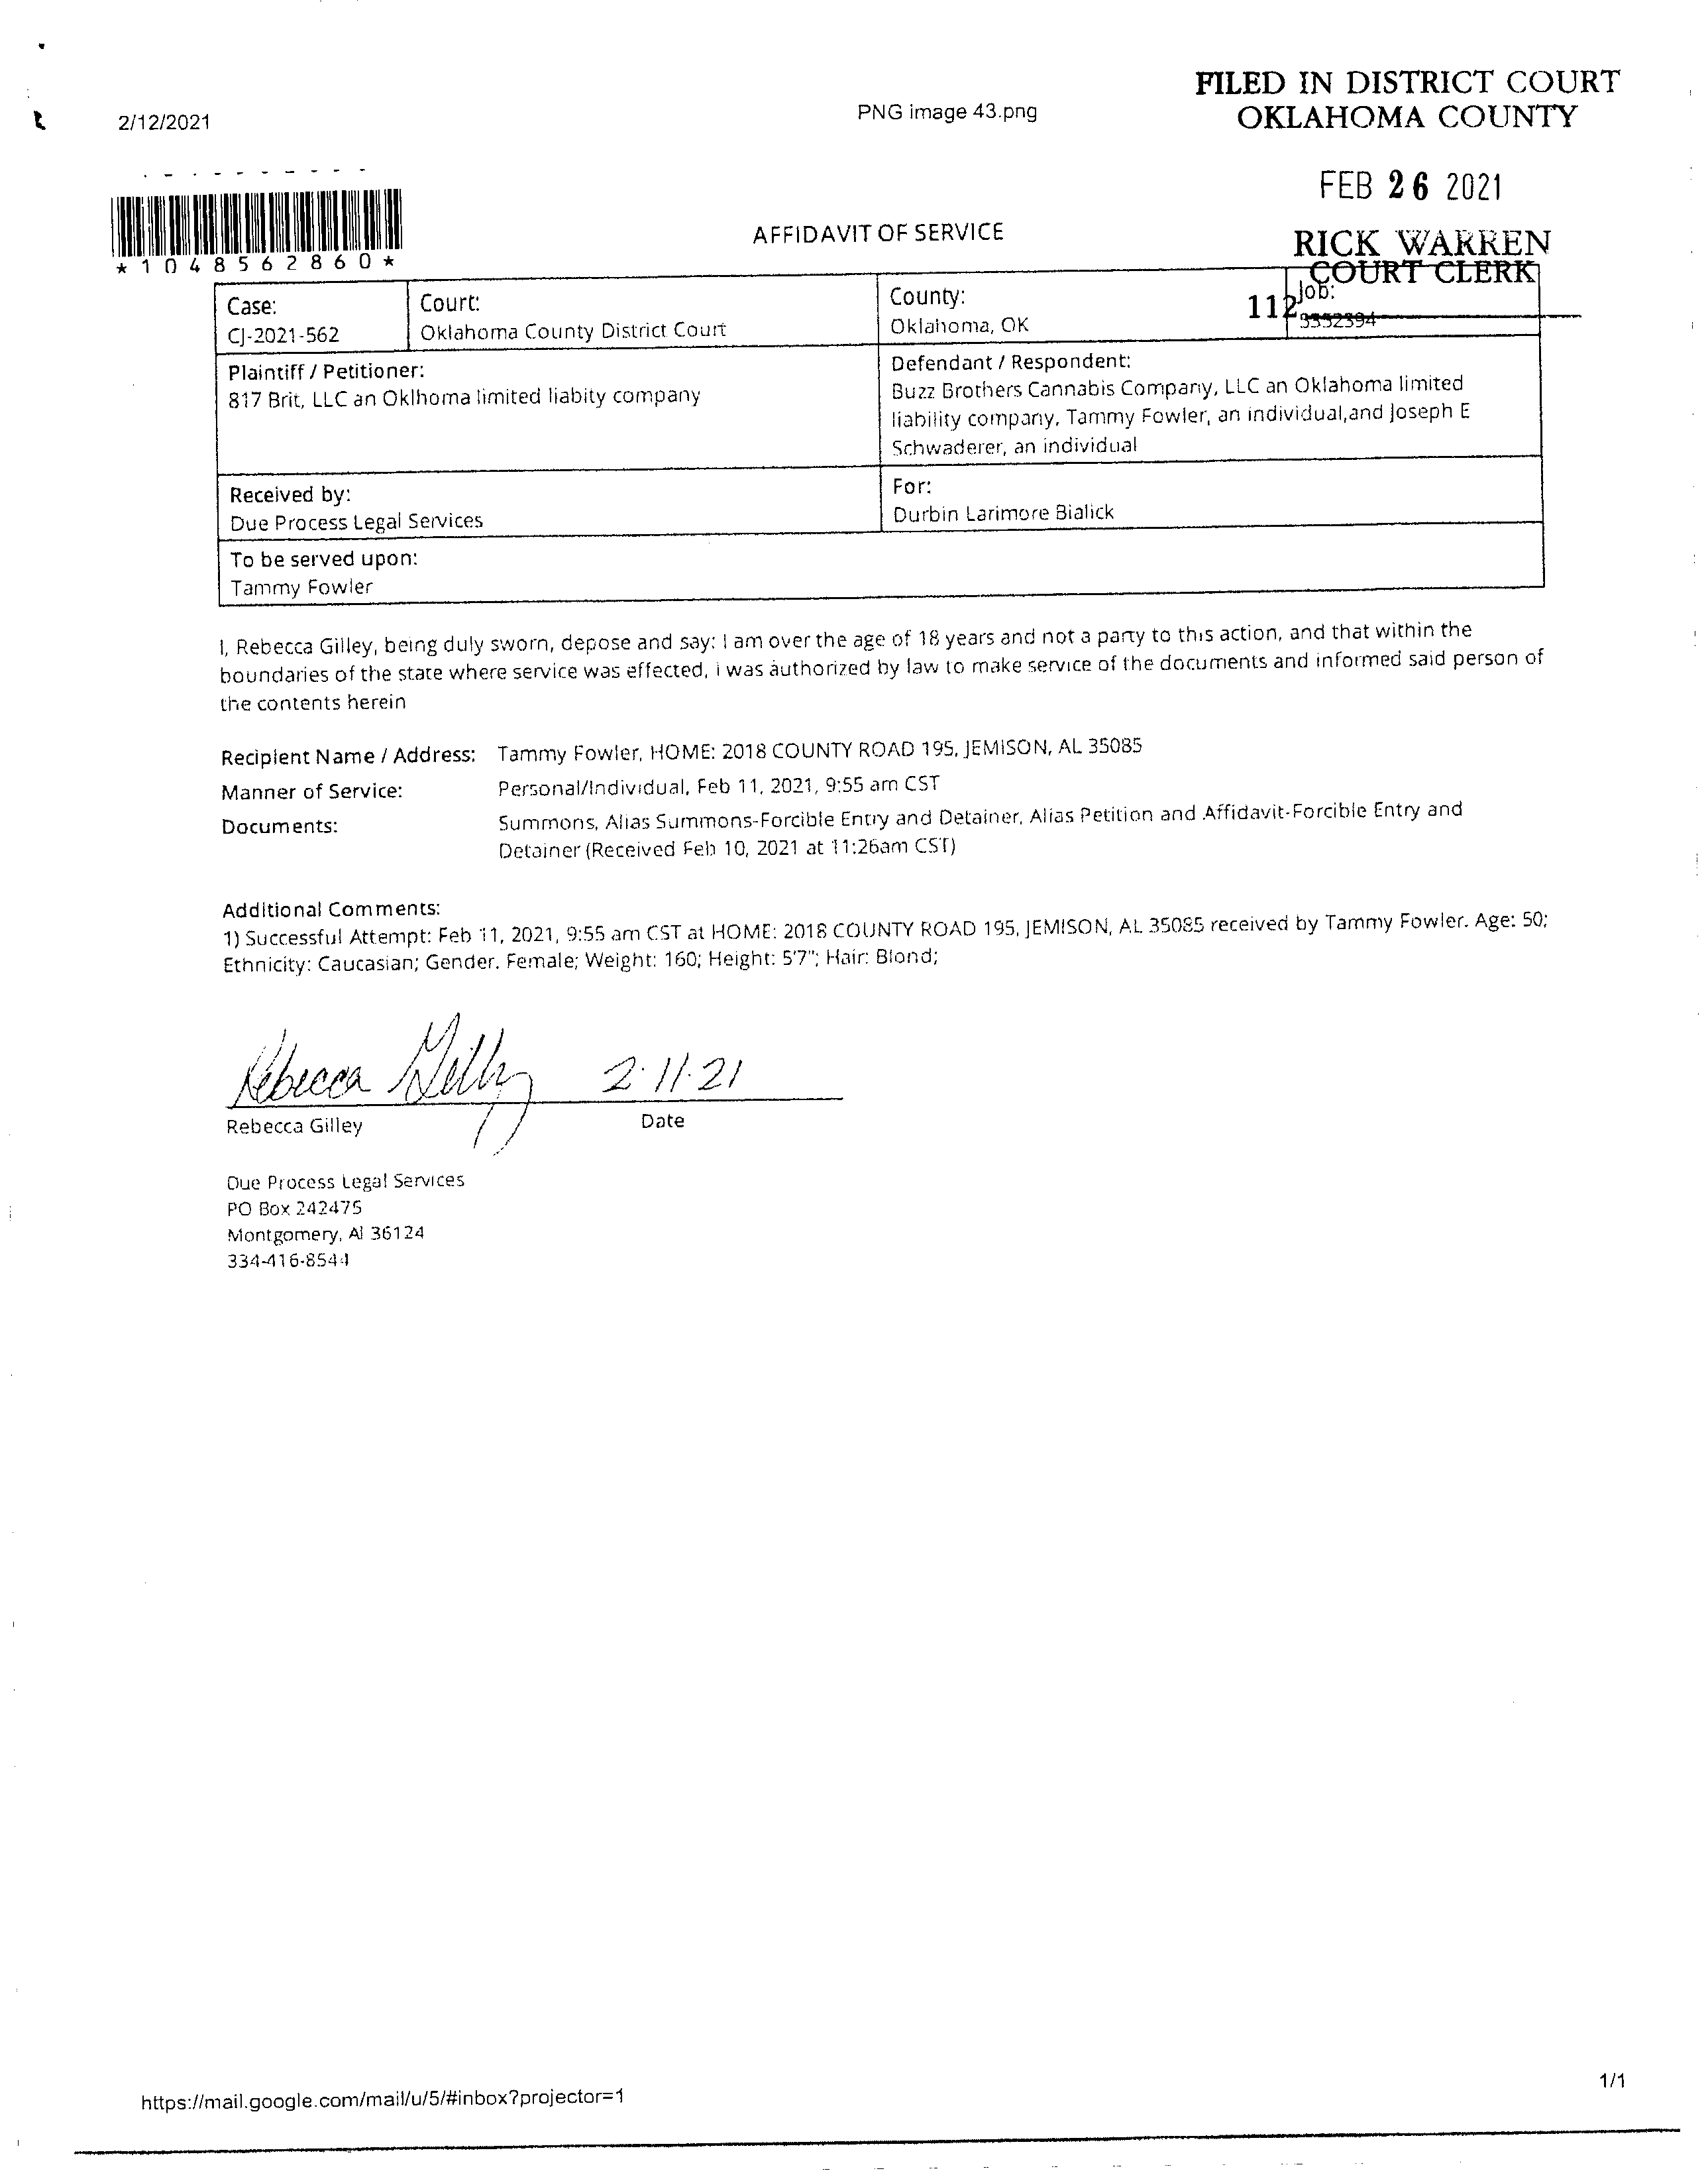 FILED IN DISTRICT COURT
OKLAHOMA COUNTY
2/12/2021
PNG image 43.png
FEB 26 2021
RICK WARREN
COURT CLERK
112
*1048562860*
AFFIDAVIT OF SERVICE
Case:
CJ-2021-562
Court:
Oklahoma County District Court
County:
Oklahoma, OK
Job:
Plaintiff / Petitioner:
817 Brit, LLC an Oklhoma limited liabity company
Defendant / Respondent:
Buzz Brothers Cannabis Company, LLC an Oklahoma limited
liability company, Tammy Fowler, an individual,and Joseph E
Schwaderer, an individual
Received by:
Due Process Legal Services
For:
Durbin Larimore Bialick
To be served upon:
Tammy Fowler
I, Rebecca Gilley, being duly sworn, depose and say: I am over the age of 18 years and not a party to this action, and that within the
boundaries of the state where service was effected, I was authorized by law to make service of the documents and informed said person of
the contents herein
Recipient Name / Address: Tammy Fowler, HOME: 2018 COUNTY ROAD 195, JEMISON, AL 35085
Manner of Service: Personal/Individual, Feb 11, 2021, 9:55 am CST
Documents: Summons, Alias Summons-Forcible Entry and Detainer, Alias Petition and Affidavit-Forcible Entry and
Detainer (Received Feb 10, 2021 at 11:26am CST)
Additional Comments:
1) Successful Attempt: Feb 11, 2021, 9:55 am CST at HOME: 2018 COUNTY ROAD 195, JEMISON, AL 35085 received by Tammy Fowler. Age: 50;
Ethnicity: Caucasian; Gender. Female; Weight: 160; Height: 5'7"; Hair: Blond;
Rebecca Gilley 2·11·21
Rebecca Gilley
Date
Due Process Legal Services
PO Box 242475
Montgomery, Al 36124
334-416-8544
https://mail.google.com/mail/u/5/#inbox?projector=1
1/1